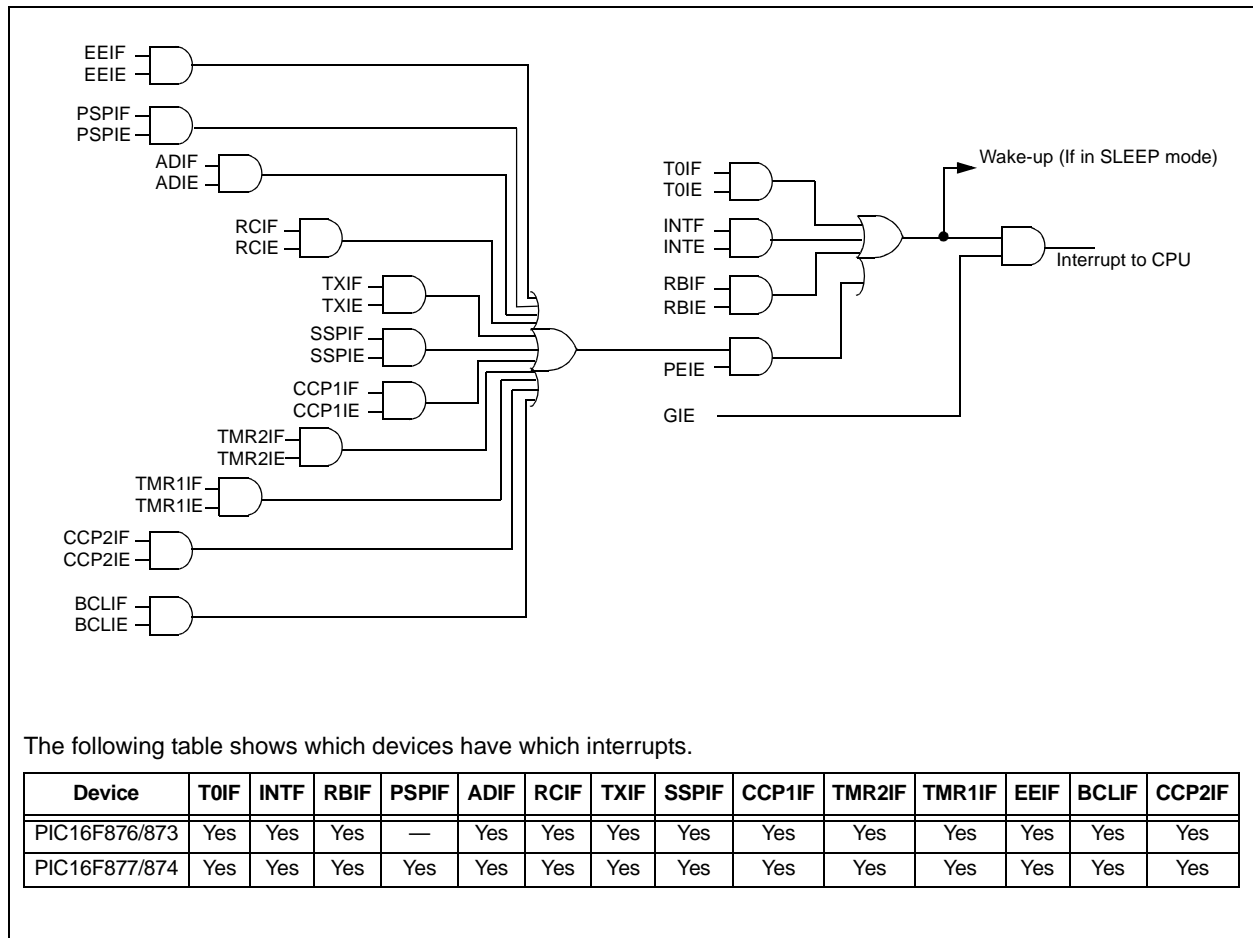 EEIF
EEIE
PSPIF
PSPIE
ADIF
ADIE
RCIF
RCIE
TXIF
TXIE
SSPIF
SSPIE
CCP1IF
CCP1IE
TMR2IF
TMR2IE
TMR1IF
TMR1IE
CCP2IF
CCP2IE
BCLIF
BCLIE
T0IF
T0IE
INTF
INTE
RBIF
RBIE
PEIE
GIE
Wake-up (If in SLEEP mode)
Interrupt to CPU
The following table shows which devices have which interrupts.
Device T0IF INTF RBIF PSPIF ADIF RCIF TXIF SSPIF CCP1IF TMR2IF TMR1IF EEIF BCLIF CCP2IF
PIC16F876/873 Yes Yes Yes — Yes Yes Yes Yes Yes Yes Yes Yes Yes Yes
PIC16F877/874 Yes Yes Yes Yes Yes Yes Yes Yes Yes Yes Yes Yes Yes Yes